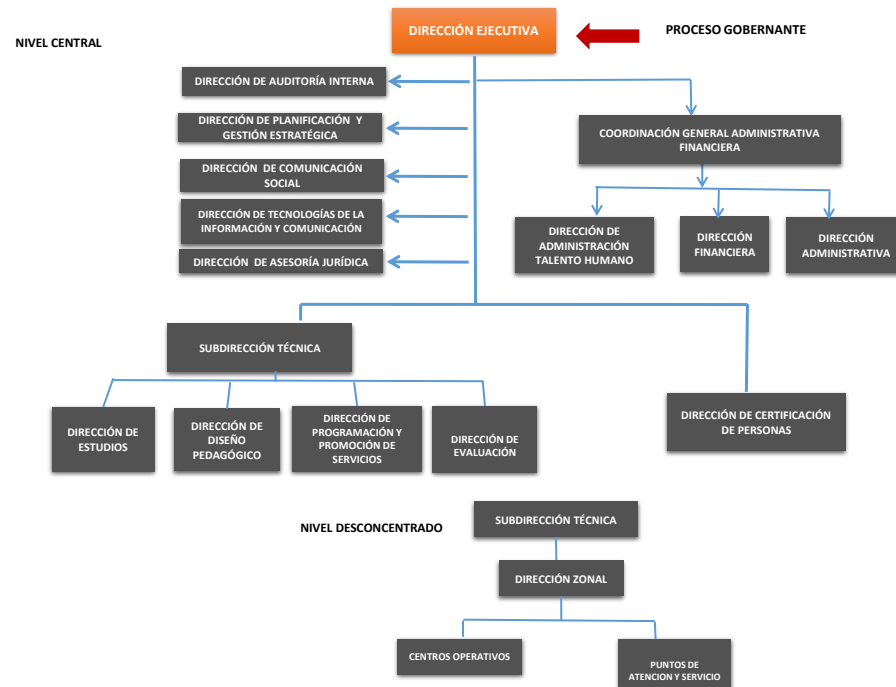 DIRECCIÓN EJECUTIVA
PROCESO GOBERNANTE
NIVEL CENTRAL
DIRECCIÓN DE AUDITORÍA INTERNA
DIRECCIÓN DE PLANIFICACIÓN Y
GESTIÓN ESTRATÉGICA
COORDINACIÓN GENERAL ADMINISTRATIVA
FINANCIERA
DIRECCIÓN DE COMUNICACIÓN
SOCIAL
DIRECCIÓN DE TECNOLOGÍAS DE LA
INFORMACIÓN Y COMUNICACIÓN
DIRECCIÓN DE ASESORÍA JURÍDICA
DIRECCIÓN DE
ADMINISTRACIÓN
TALENTO HUMANO
DIRECCIÓN
FINANCIERA
DIRECCIÓN
ADMINISTRATIVA
SUBDIRECCIÓN TÉCNICA
DIRECCIÓN DE
ESTUDIOS
DIRECCIÓN DE
DISEÑO
PEDAGÓGICO
DIRECCIÓN DE
PROGRAMACIÓN Y
PROMOCIÓN DE
SERVICIOS
DIRECCIÓN DE
EVALUACIÓN
DIRECCIÓN DE CERTIFICACIÓN
DE PERSONAS
NIVEL DESCONCENTRADO
SUBDIRECCIÓN TÉCNICA
DIRECCIÓN ZONAL
CENTROS OPERATIVOS
PUNTOS DE
ATENCION Y SERVICIO